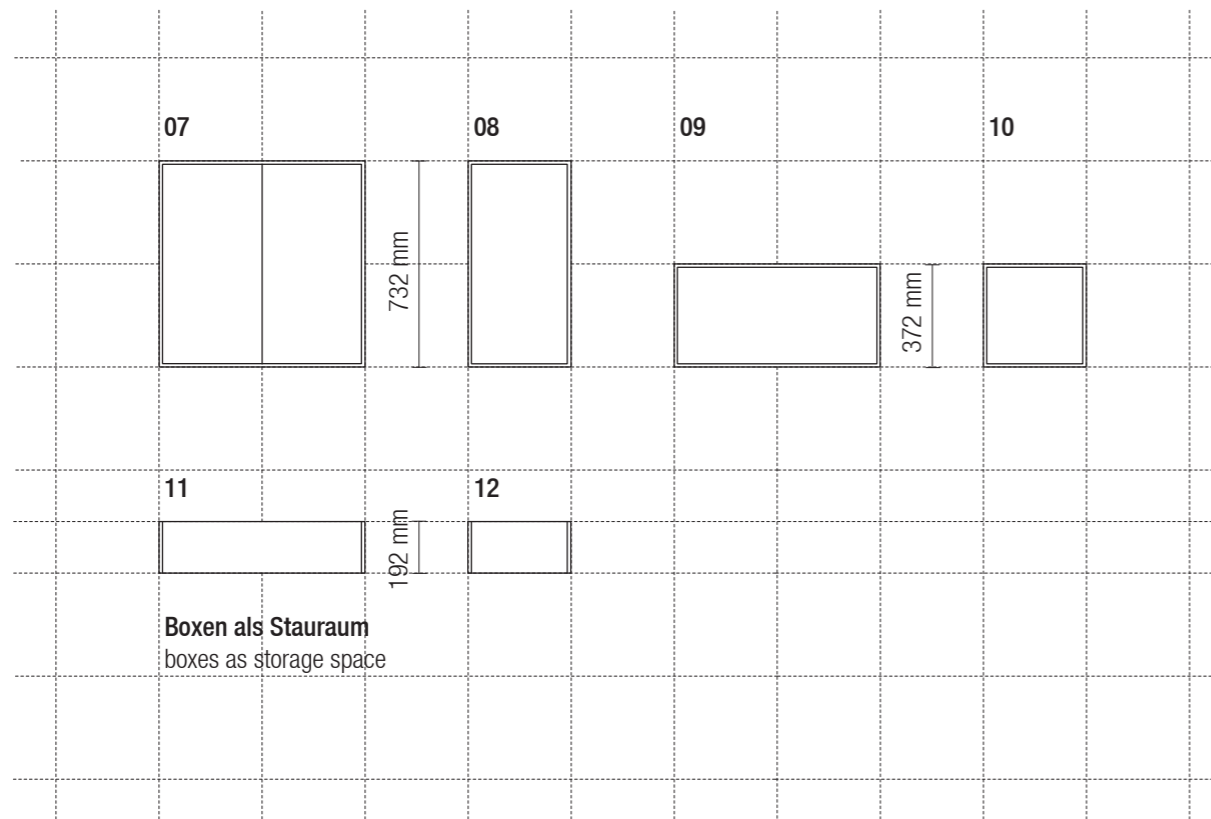 07
08
09
10
732 mm
372 mm
11
12
192 mm
Boxen als Stauraum
boxes as storage space